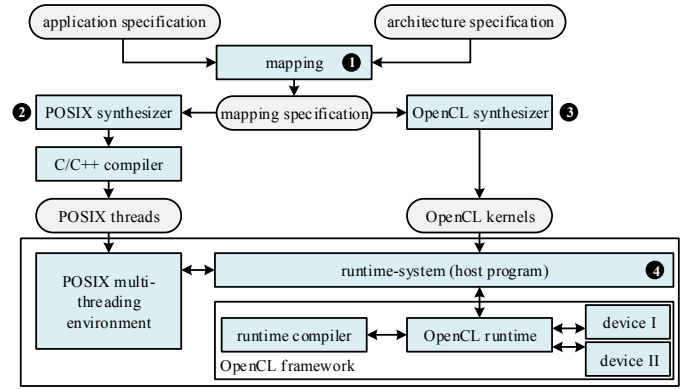 application specification
architecture specification
mapping 1
2 POSIX synthesizer
mapping specification
OpenCL synthesizer 3
C/C++ compiler
POSIX threads
OpenCL kernels
POSIX multi-
threading
environment
runtime-system (host program) 4
runtime compiler
OpenCL runtime
device I
device II
OpenCL framework